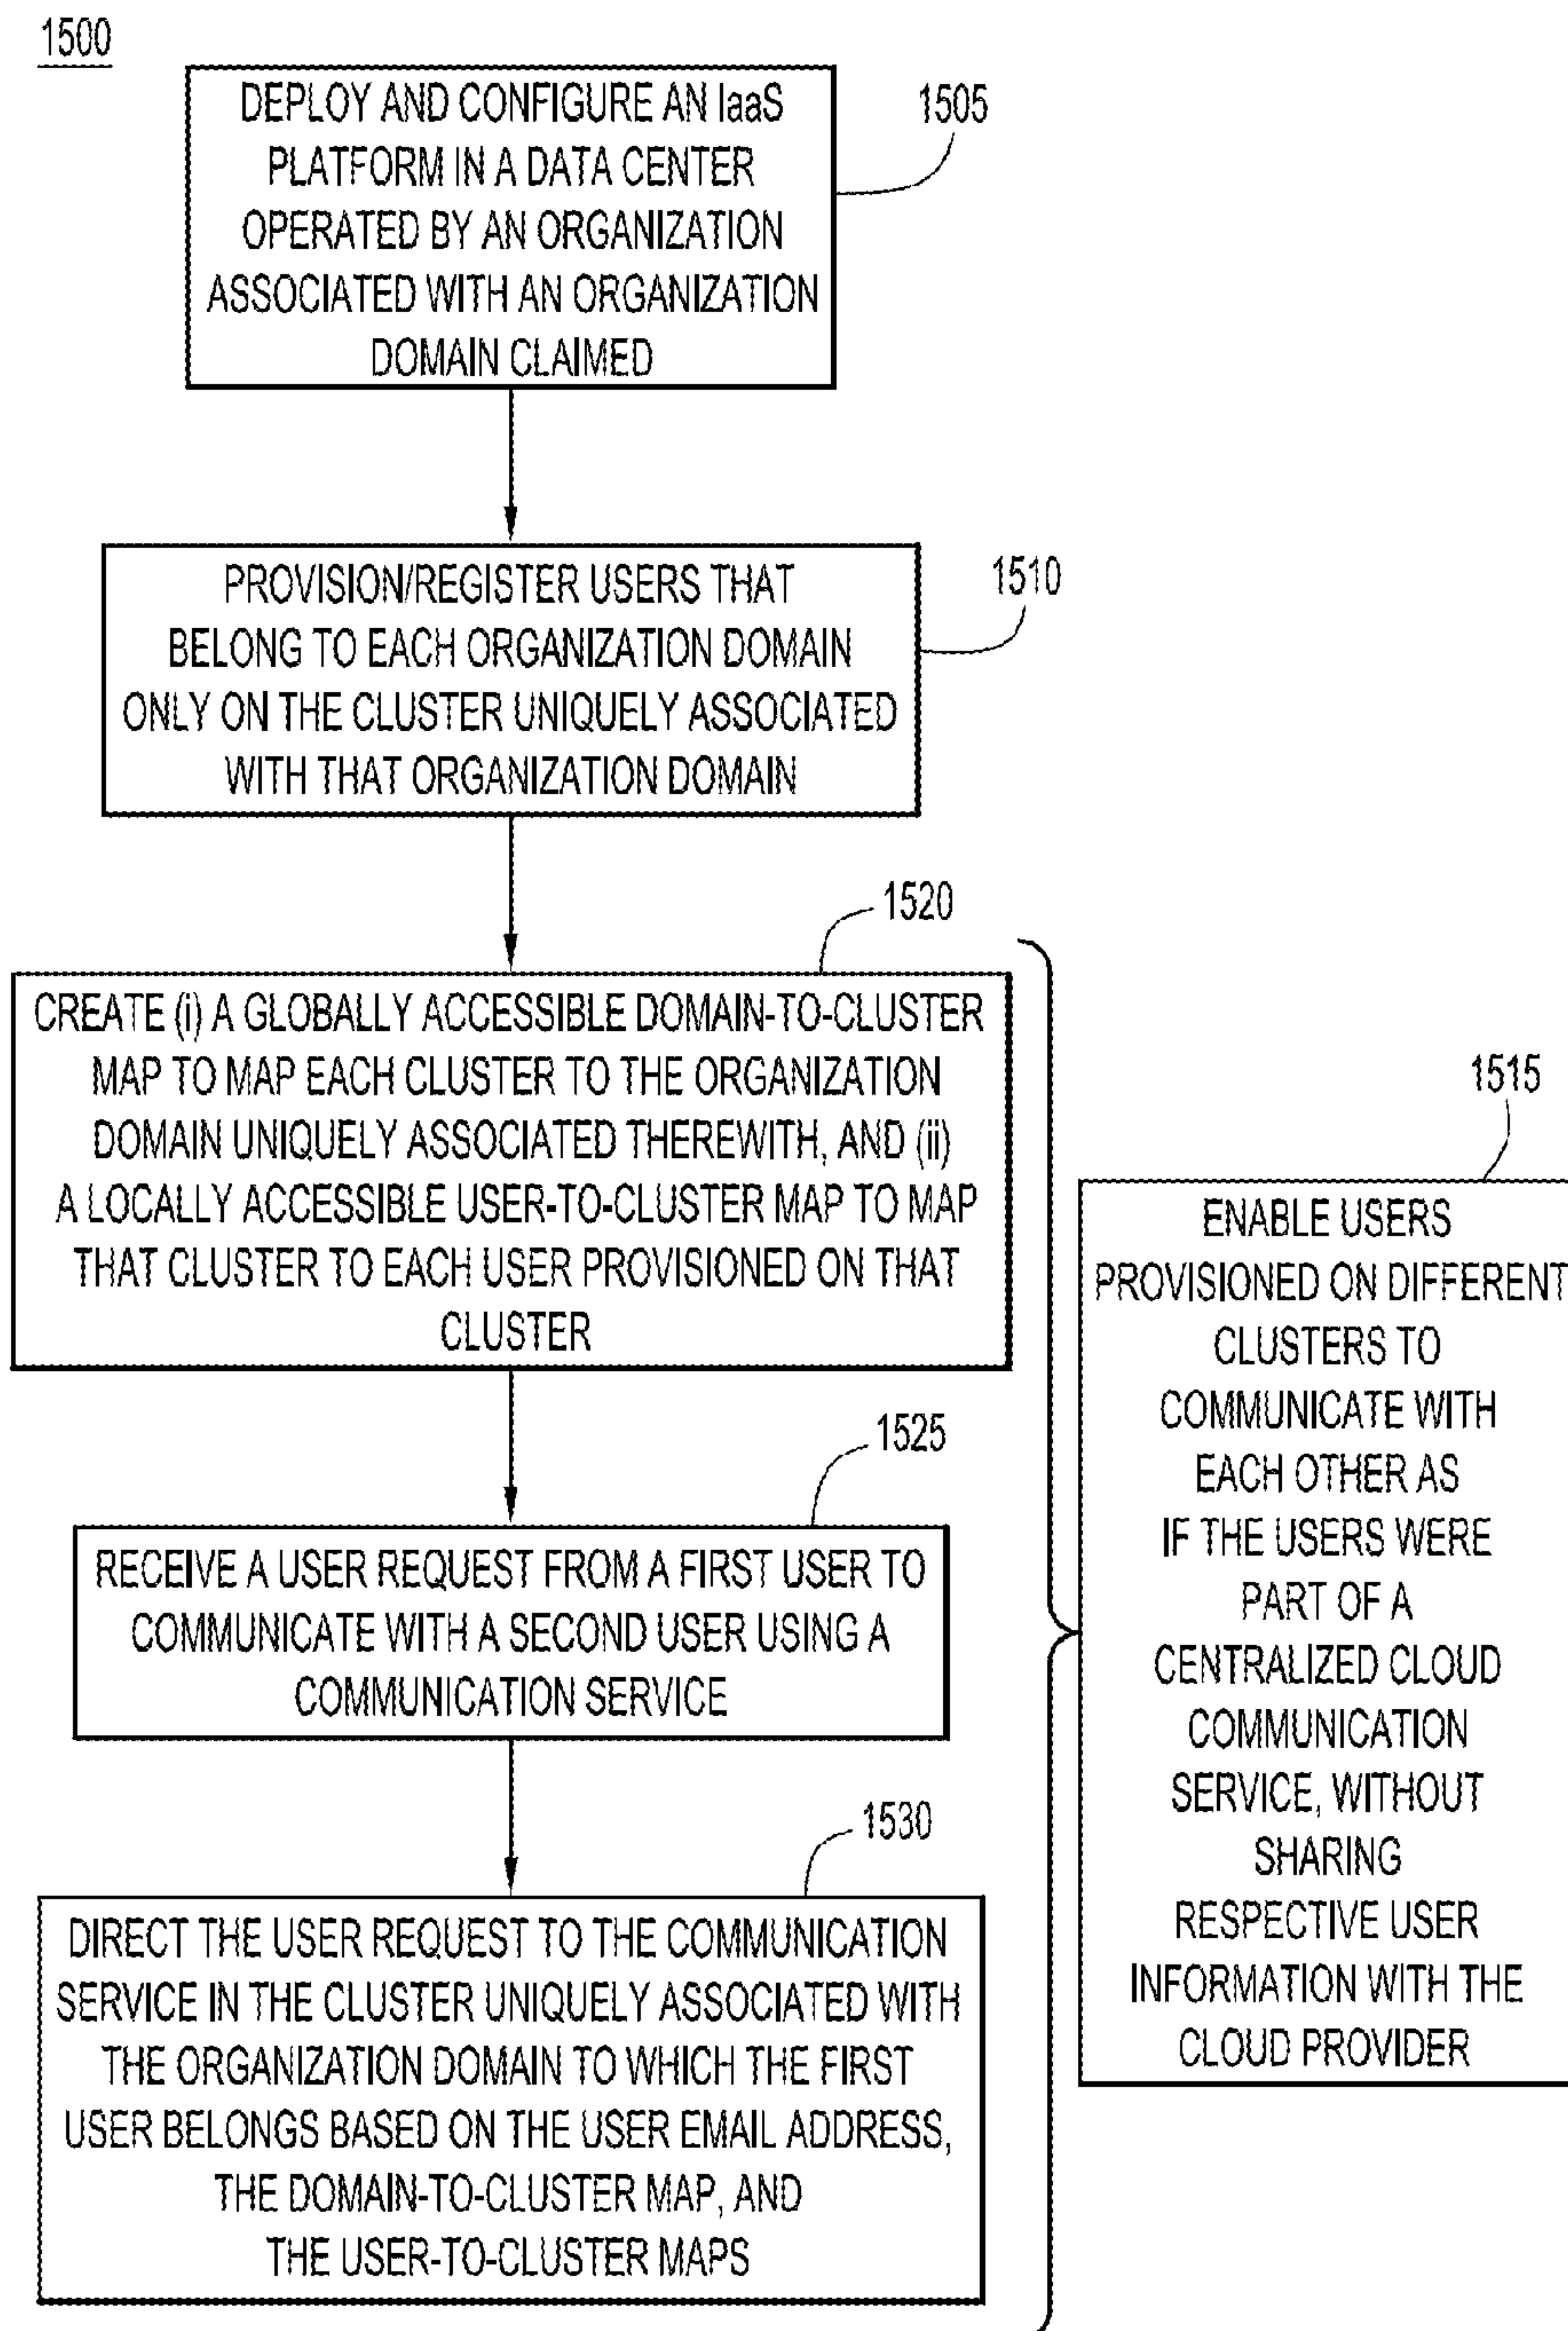 1500
DEPLOY AND CONFIGURE AN IaaS
PLATFORM IN A DATA CENTER
OPERATED BY AN ORGANIZATION
ASSOCIATED WITH AN ORGANIZATION
DOMAIN CLAIMED
1505
PROVISION/REGISTER USERS THAT
BELONG TO EACH ORGANIZATION DOMAIN
ONLY ON THE CLUSTER UNIQUELY ASSOCIATED
WITH THAT ORGANIZATION DOMAIN
1510
1520
CREATE (i) A GLOBALLY ACCESSIBLE DOMAIN-TO-CLUSTER
MAP TO MAP EACH CLUSTER TO THE ORGANIZATION
DOMAIN UNIQUELY ASSOCIATED THEREWITH, AND (ii)
A LOCALLY ACCESSIBLE USER-TO-CLUSTER MAP TO MAP
THAT CLUSTER TO EACH USER PROVISIONED ON THAT
CLUSTER
1525
RECEIVE A USER REQUEST FROM A FIRST USER TO
COMMUNICATE WITH A SECOND USER USING A
COMMUNICATION SERVICE
1530
DIRECT THE USER REQUEST TO THE COMMUNICATION
SERVICE IN THE CLUSTER UNIQUELY ASSOCIATED WITH
THE ORGANIZATION DOMAIN TO WHICH THE FIRST
USER BELONGS BASED ON THE USER EMAIL ADDRESS,
THE DOMAIN-TO-CLUSTER MAP, AND
THE USER-TO-CLUSTER MAPS
1515
ENABLE USERS
PROVISIONED ON DIFFERENT
CLUSTERS TO
COMMUNICATE WITH
EACH OTHER AS
IF THE USERS WERE
PART OF A
CENTRALIZED CLOUD
COMMUNICATION
SERVICE, WITHOUT
SHARING
RESPECTIVE USER
INFORMATION WITH THE
CLOUD PROVIDER